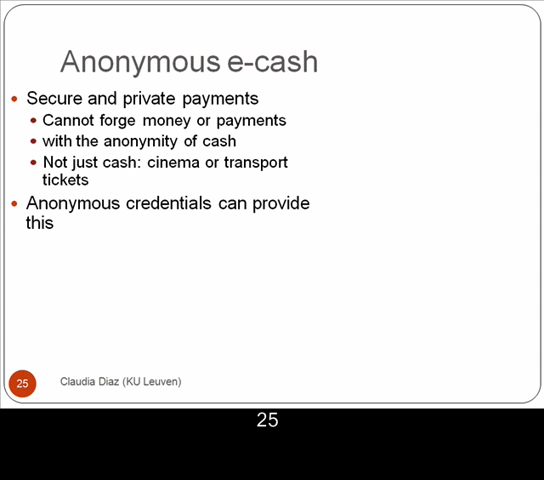 Anonymous e-cash
• Secure and private payments
• Cannot forge money or payments
• with the anonymity of cash
• Not just cash: cinema or transport
tickets
• Anonymous credentials can provide
this
25
Claudia Diaz (KU Leuven)
25